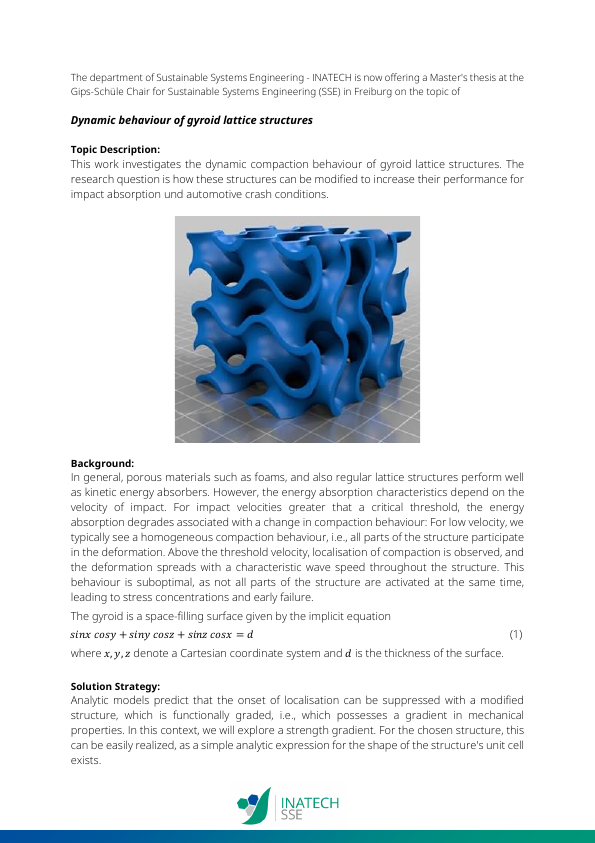 The department of Sustainable Systems Engineering - INATECH is now offering a Master's thesis at the
Gips-Schüle Chair for Sustainable Systems Engineering (SSE) in Freiburg on the topic of
Dynamic behaviour of gyroid lattice structures
Topic Description:
This work investigates the dynamic compaction behaviour of gyroid lattice structures. The
research question is how these structures can be modified to increase their performance for
impact absorption und automotive crash conditions.
Background:
In general, porous materials such as foams, and also regular lattice structures perform well
as kinetic energy absorbers. However, the energy absorption characteristics depend on the
velocity of impact. For impact velocities greater that a critical threshold, the energy
absorption degrades associated with a change in compaction behaviour: For low velocity, we
typically see a homogeneous compaction behaviour, i.e., all parts of the structure participate
in the deformation. Above the threshold velocity, localisation of compaction is observed, and
the deformation spreads with a characteristic wave speed throughout the structure. This
behaviour is suboptimal, as not all parts of the structure are activated at the same time,
leading to stress concentrations and early failure.
The gyroid is a space-filling surface given by the implicit equation
sinx cosy + siny cosz + sinz cosx = d (1)
where x, y, z denote a Cartesian coordinate system and d is the thickness of the surface.
Solution Strategy:
Analytic models predict that the onset of localisation can be suppressed with a modified
structure, which is functionally graded, i.e., which possesses a gradient in mechanical
properties. In this context, we will explore a strength gradient. For the chosen structure, this
can be easily realized, as a simple analytic expression for the shape of the structure's unit cell
exists.
INATECH
SSE